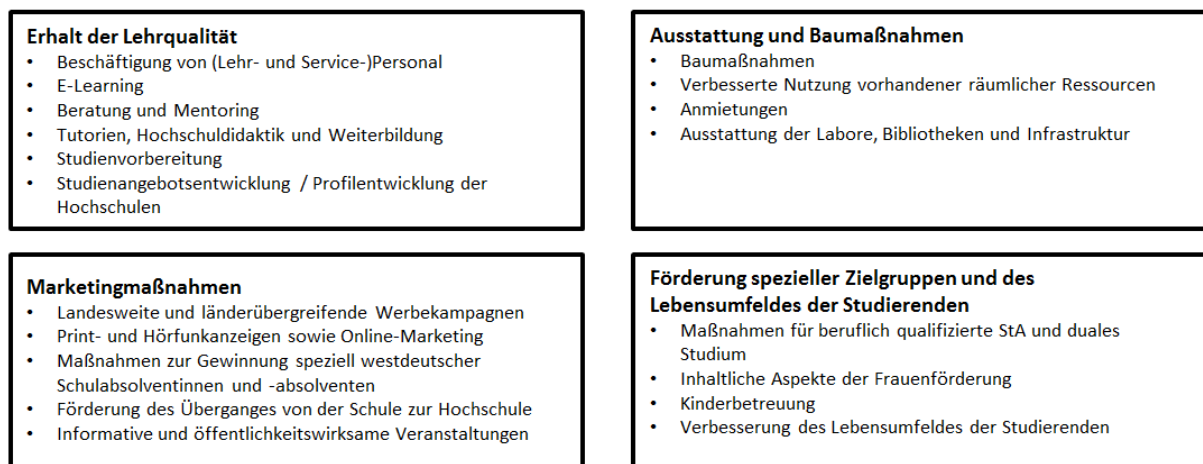 Erhalt der Lehrqualität
• Beschäftigung von (Lehr- und Service-)Personal
• E-Learning
• Beratung und Mentoring
• Tutorien, Hochschuldidaktik und Weiterbildung
• Studienvorbereitung
• Studienangebotsentwicklung / Profilentwicklung der
Hochschulen
Ausstattung und Baumaßnahmen
• Baumaßnahmen
• Verbesserte Nutzung vorhandener räumlicher Ressourcen
• Anmietungen
• Ausstattung der Labore, Bibliotheken und Infrastruktur
Marketingmaßnahmen
• Landesweite und länderübergreifende Werbekampagnen
• Print- und Hörfunkanzeigen sowie Online-Marketing
• Maßnahmen zur Gewinnung speziell westdeutscher
Schulabsolventinnen und -absolventen
• Förderung des Überganges von der Schule zur Hochschule
• Informative und öffentlichkeitswirksame Veranstaltungen
Förderung spezieller Zielgruppen und des
Lebensumfeldes der Studierenden
• Maßnahmen für beruflich qualifizierte StA und duales
Studium
• Inhaltliche Aspekte der Frauenförderung
• Kinderbetreuung
• Verbesserung des Lebensumfeldes der Studierenden